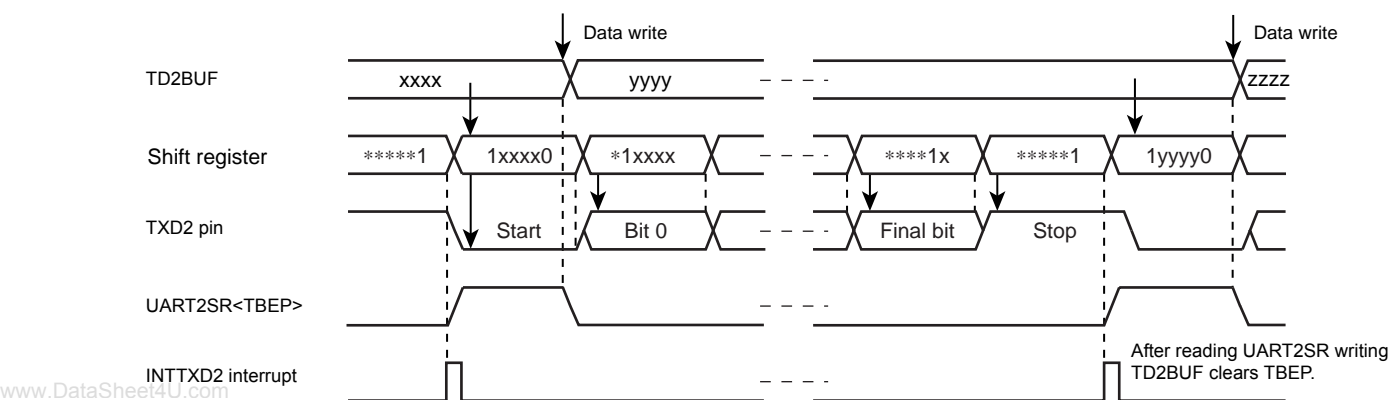 Data write
Data write
TD2BUF
xxxx
yyyy
zzzz
Shift register
*****1
1xxxx0
*1xxxx
****1x
*****1
1yyyy0
TXD2 pin
Start
Bit 0
Final bit
Stop
UART2SR<TBEP>
INTTXD2 interrupt
After reading UART2SR writing
TD2BUF clears TBEP.
www.DataSheet4U.com